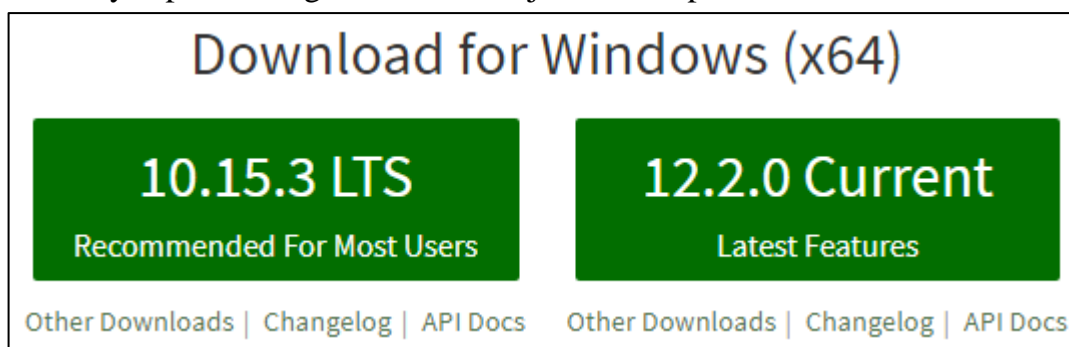 Download for Windows (x64)
10.15.3 LTS
Recommended For Most Users
12.2.0 Current
Latest Features
Other Downloads | Changelog | API Docs
Other Downloads | Changelog | API Docs